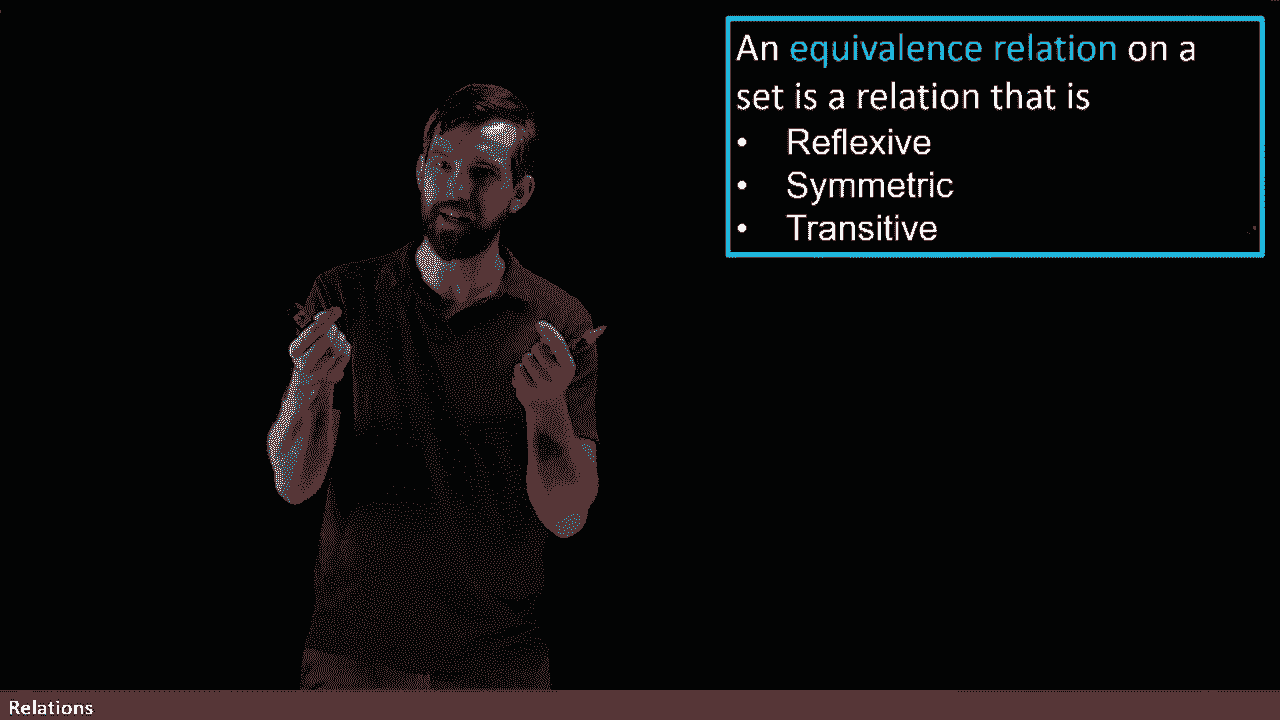 An equivalence relation on a
set is a relation that is
• Reflexive
• Symmetric
• Transitive
Relations